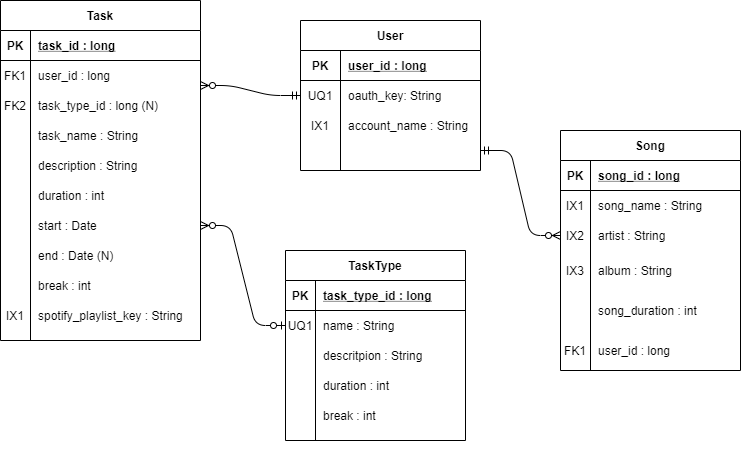 Task
PK task_id : long
FK1 user_id : long
FK2 task_type_id : long (N)
task_name : String
description : String
duration : int
start : Date
end : Date (N)
break : int
IX1 spotify_playlist_key : String
User
PK user_id : long
UQ1 oauth_key: String
IX1 account_name : String
TaskType
PK task_type_id : long
UQ1 name : String
descritpion : String
duration : int
break : int
Song
PK song_id : long
IX1 song_name : String
IX2 artist : String
IX3 album : String
song_duration : int
FK1 user_id : long